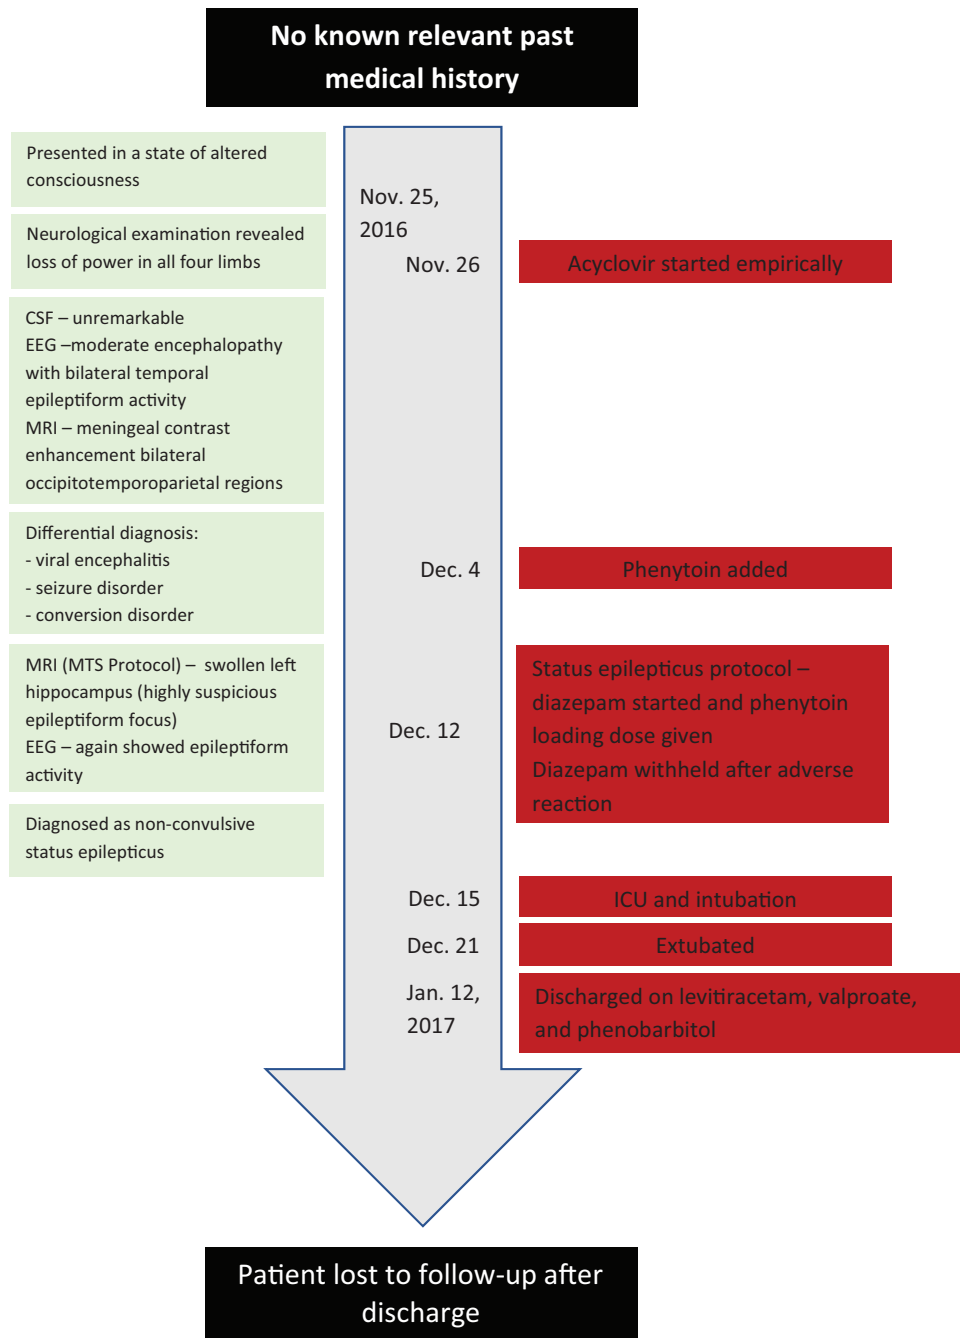 No known relevant past
medical history
Presented in a state of altered
consciousness
Neurological examination revealed
loss of power in all four limbs
CSF – unremarkable
EEG –moderate encephalopathy
with bilateral temporal
epileptiform activity
MRI – meningeal contrast
enhancement bilateral
occipitotemporoparietal regions
Differential diagnosis:
- viral encephalitis
- seizure disorder
- conversion disorder
MRI (MTS Protocol) – swollen left
hippocampus (highly suspicious
epileptiform focus)
EEG – again showed epileptiform
activity
Diagnosed as non-convulsive
status epilepticus
Nov. 25,
2016
Nov. 26
Dec. 4
Dec. 12
Dec. 15
Dec. 21
Jan. 12,
2017
Acyclovir started empirically
Phenytoin added
Status epilepticus protocol –
diazepam started and phenytoin
loading dose given
Diazepam withheld after adverse
reaction
ICU and intubation
Extubated
Discharged on levitiracetam, valproate,
and phenobarbitol
Patient lost to follow-up after
discharge